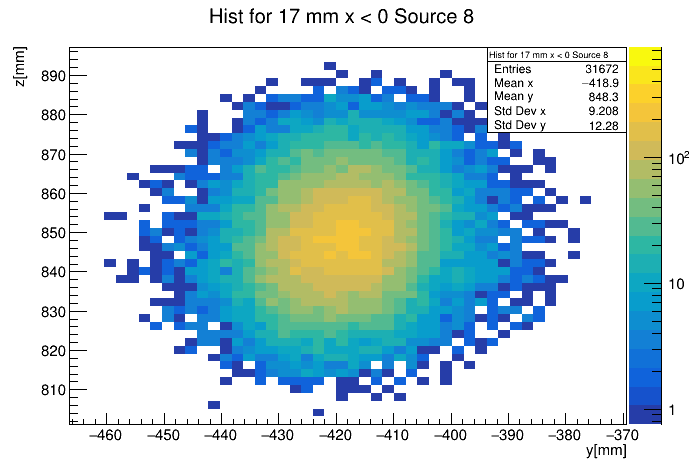 Hist for 17 mm x < 0 Source 8
z[mm]
Hist for 17 mm x < 0 Source 8
Entries 31672
Mean x −418.9
Mean y 848.3
Std Dev x 9.208
Std Dev y 12.28
890
880
870
860
850
840
830
820
810
10²
10
1
−460 −450 −440 −430 −420 −410 −400 −390 −380 −370
y[mm]